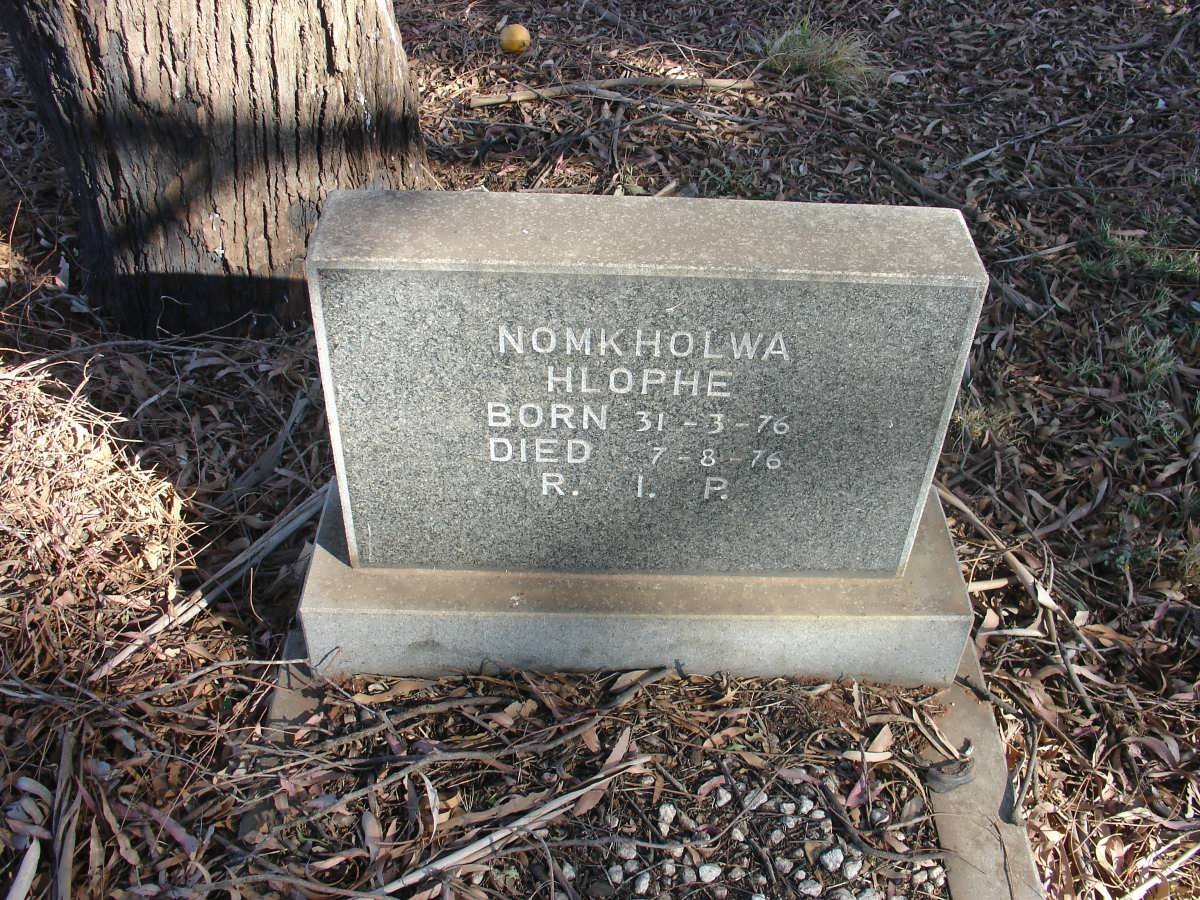 NOMKHOLWA
HLOPHE
BORN 31-3-76
DIED 7-8-76
R. I. P.